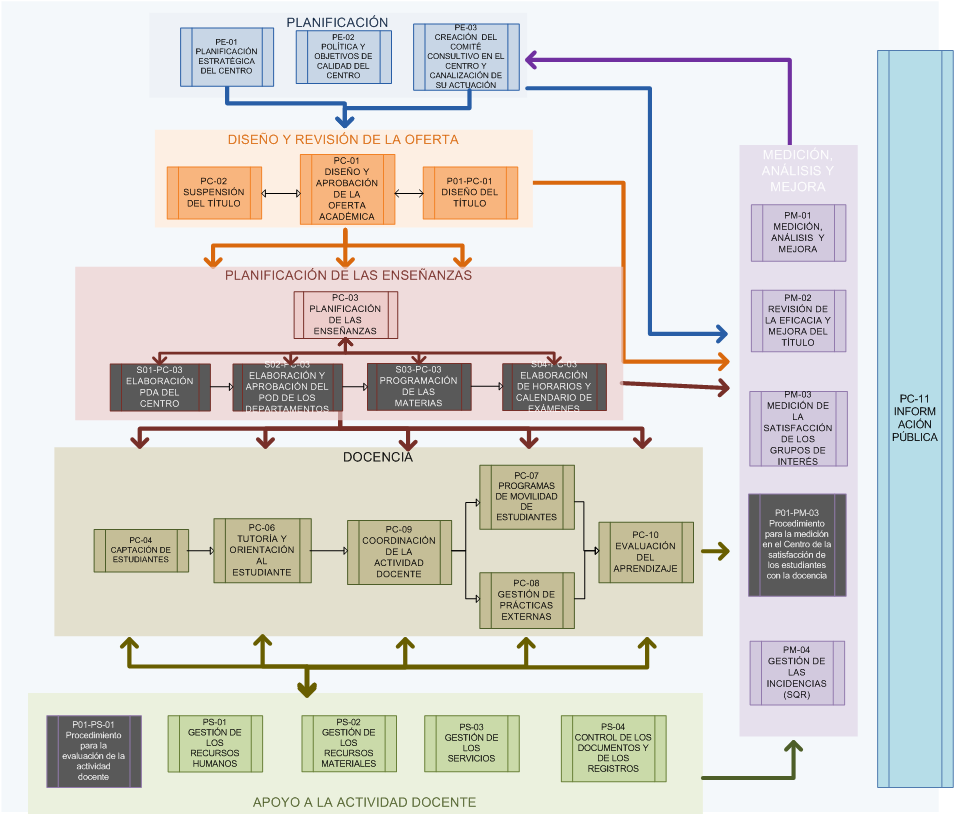 PLANIFICACIÓN
PE-01
PLANIFICACIÓN
ESTRATÉGICA
DEL CENTRO
PE-02
POLÍTICA Y
OBJETIVOS DE
CALIDAD DEL
CENTRO
PE-03
CREACIÓN DEL
COMITÉ
CONSULTIVO EN EL
CENTRO Y
CANALIZACIÓN DE
SU ACTUACIÓN
DISEÑO Y REVISIÓN DE LA OFERTA
PC-02
SUSPENSIÓN
DEL TÍTULO
PC-01
DISEÑO Y
APROBACIÓN
DE LA
OFERTA
ACADÉMICA
P01-PC-01
DISEÑO DEL
TÍTULO
PLANIFICACIÓN DE LAS ENSEÑANZAS
PC-03
PLANIFICACIÓN
DE LAS
ENSEÑANZAS
S01-PC-03
ELABORACIÓN
PDA DEL
CENTRO
S02-PC-03
ELABORACIÓN Y
APROBACIÓN DEL
POD DE LOS
DEPARTAMENTOS
S03-PC-03
PROGRAMACIÓN
DE LAS
MATERIAS
S04-PC-03
ELABORACIÓN
DE HORARIOS Y
CALENDARIO DE
EXÁMENES
DOCENCIA
PC-04
CAPTACIÓN DE
ESTUDIANTES
PC-06
TUTORÍA Y
ORIENTACIÓN
AL
ESTUDIANTE
PC-09
COORDINACIÓN
DE LA
ACTIVIDAD
DOCENTE
PC-07
PROGRAMAS
DE MOVILIDAD
DE
ESTUDIANTES
PC-08
GESTIÓN DE
PRÁCTICAS
EXTERNAS
PC-10
EVALUACIÓN
DEL
APRENDIZAJE
P01-PS-01
Procedimiento
para la
evaluación de la
actividad
docente
PS-01
GESTIÓN DE
LOS
RECURSOS
HUMANOS
PS-02
GESTIÓN DE
LOS
RECURSOS
MATERIALES
PS-03
GESTIÓN DE
LOS
SERVICIOS
PS-04
CONTROL DE LOS
DOCUMENTOS Y
DE LOS
REGISTROS
APOYO A LA ACTIVIDAD DOCENTE
MEDICIÓN,
ANÁLISIS Y
MEJORA
PM-01
MEDICIÓN,
ANÁLISIS Y
MEJORA
PM-02
REVISIÓN DE
LA EFICACIA Y
MEJORA DEL
TÍTULO
PM-03
MEDICIÓN DE
LA
SATISFACCIÓN
DE LOS
GRUPOS DE
INTERÉS
P01-PM-03
Procedimiento
para la medición
en el Centro de la
satisfacción de
los estudiantes
con la docencia
PM-04
GESTIÓN DE
LAS
INCIDENCIAS
(SQR)
PC-11
INFORM
ACIÓN
PÚBLICA